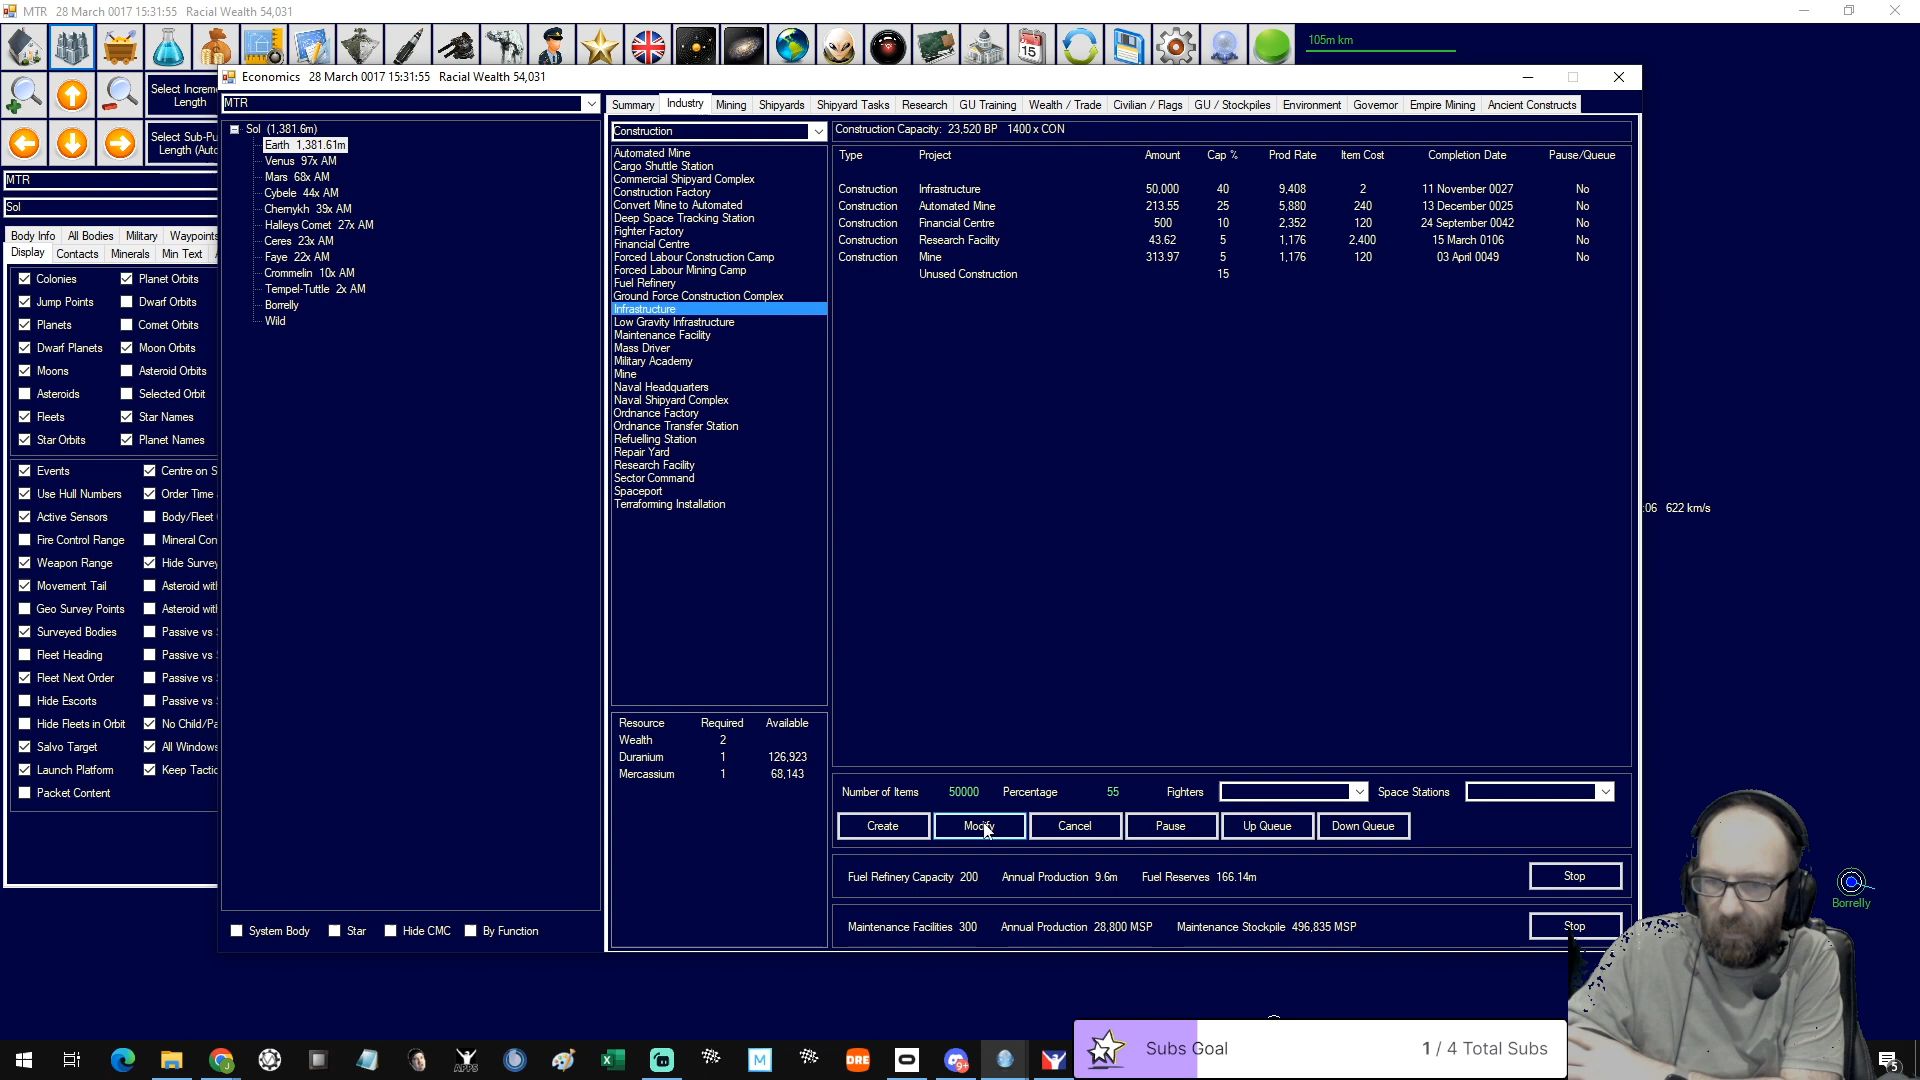 MTR   28 March 0017 15:31:55   Racial Wealth 54,031
105m km
Select Increm
Length
Economics   28 March 0017 15:31:55   Racial Wealth 54,031
Select Sub-Pu
Length (Auto
MTR
Sol
Body Info   All Bodies   Military   Waypoints
Display   Contacts   Minerals   Min Text
Colonies   Planet Orbits
Jump Points   Dwarf Orbits
Planets   Comet Orbits
Dwarf Planets   Moon Orbits
Moons   Asteroid Orbits
Asteroids   Selected Orbit
Fleets   Star Names
Star Orbits   Planet Names
Events   Centre on S
Use Hull Numbers   Order Time
Active Sensors   Body/Fleet
Fire Control Range   Mineral Con
Weapon Range   Hide Survey
Movement Tail   Asteroid with
Geo Survey Points   Asteroid with
Surveyed Bodies   Passive vs
Fleet Heading   Passive vs
Fleet Next Order   Passive vs
Hide Escorts   Passive vs
Hide Fleets in Orbit   No Child/Pa
Salvo Target   All Windows
Launch Platform   Keep Tactic
Packet Content
MTR
Sol (1,381.6m)
Earth  1,381.61m
Venus  97x AM
Mars  68x AM
Cybele  44x AM
Chernykh  39x AM
Halleys Comet  27x AM
Ceres  23x AM
Faye  22x AM
Crommelin  10x AM
Tempel-Tuttle  2x AM
Borrelly
Wild
System Body   Star   Hide CMC   By Function
Summary   Industry   Mining   Shipyards   Shipyard Tasks   Research   GU Training   Wealth / Trade   Civilian / Flags   GU / Stockpiles   Environment   Governor   Empire Mining   Ancient Constructs
Construction
Automated Mine
Cargo Shuttle Station
Commercial Shipyard Complex
Construction Factory
Convert Mine to Automated
Deep Space Tracking Station
Fighter Factory
Financial Centre
Forced Labour Construction Camp
Forced Labour Mining Camp
Fuel Refinery
Ground Force Construction Complex
Infrastructure
Low Gravity Infrastructure
Maintenance Facility
Mass Driver
Military Academy
Mine
Naval Headquarters
Naval Shipyard Complex
Ordnance Factory
Ordnance Transfer Station
Refuelling Station
Repair Yard
Research Facility
Sector Command
Spaceport
Terraforming Installation
Resource   Required   Available
Wealth   2
Duranium   1   126,923
Mercassium   1   68,143
Construction Capacity:  23,520 BP   1400 x CON
Type   Project   Amount   Cap %   Prod Rate   Item Cost   Completion Date   Pause/Queue
Construction   Infrastructure   50,000   40   9,408   2   11 November 0027   No
Construction   Automated Mine   213.55   25   5,880   240   13 December 0025   No
Construction   Financial Centre   500   10   2,352   120   24 September 0042   No
Construction   Research Facility   43.62   5   1,176   2,400   15 March 0106   No
Construction   Mine   313.97   5   1,176   120   03 April 0049   No
Unused Construction   15
Number of Items   50000   Percentage   55   Fighters   Space Stations
Create   Modify   Cancel   Pause   Up Queue   Down Queue
Fuel Refinery Capacity  200   Annual Production  9.6m   Fuel Reserves  166.14m   Stop
Maintenance Facilities  300   Annual Production  28,800 MSP   Maintenance Stockpile  496,835 MSP   Stop
:06   622 km/s
Borrelly
Subs Goal   1 / 4 Total Subs
APPS
DRE
M
9+
5
15